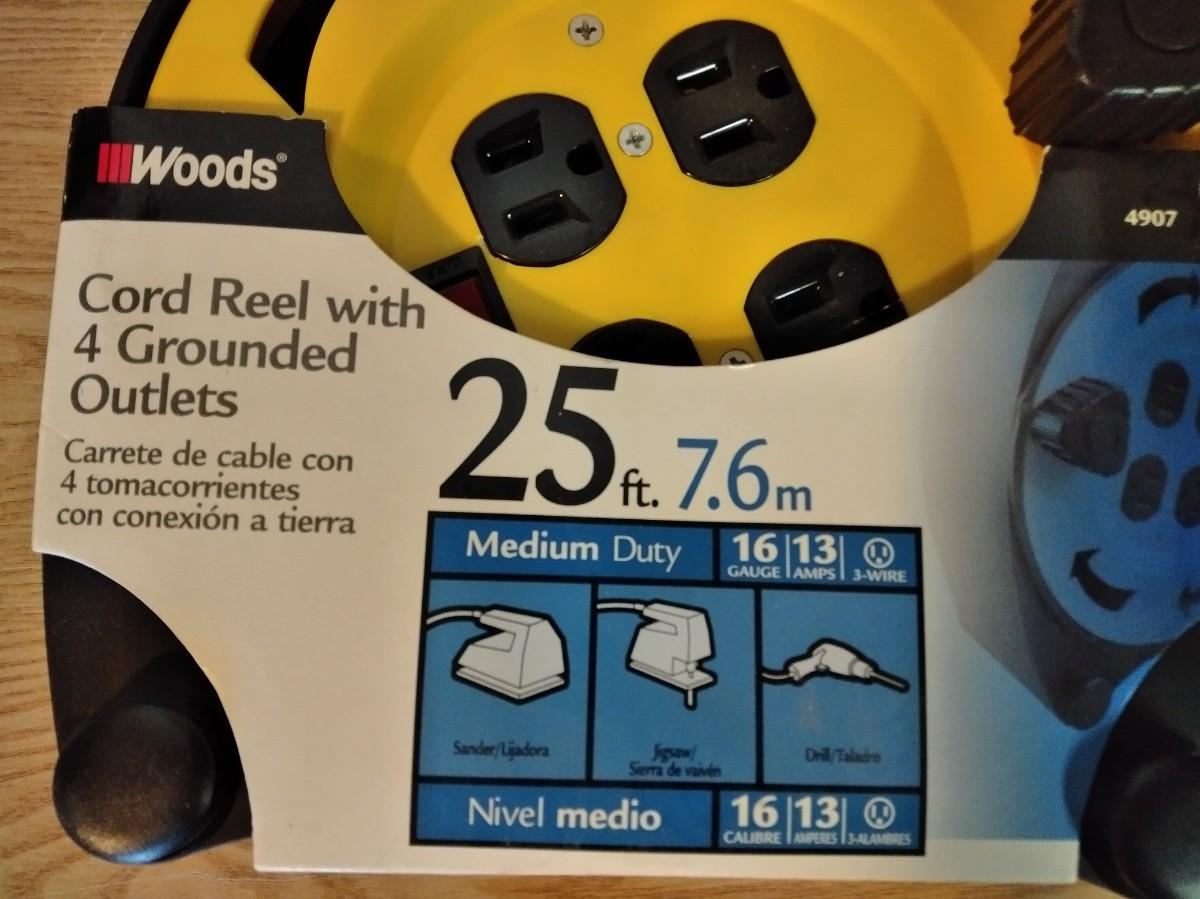 Woods®
4907
Cord Reel with
4 Grounded
Outlets
Carrete de cable con
4 tomacorrientes
con conexión a tierra
25 ft. 7.6 m
Medium Duty
16 GAUGE | 13 AMPS | 3-WIRE
Sander/Lijadora
Jigsaw/
Sierra de vaivén
Drill/Taladro
Nivel medio
16 CALIBRE | 13 AMPERES | 3-ALAMBRES